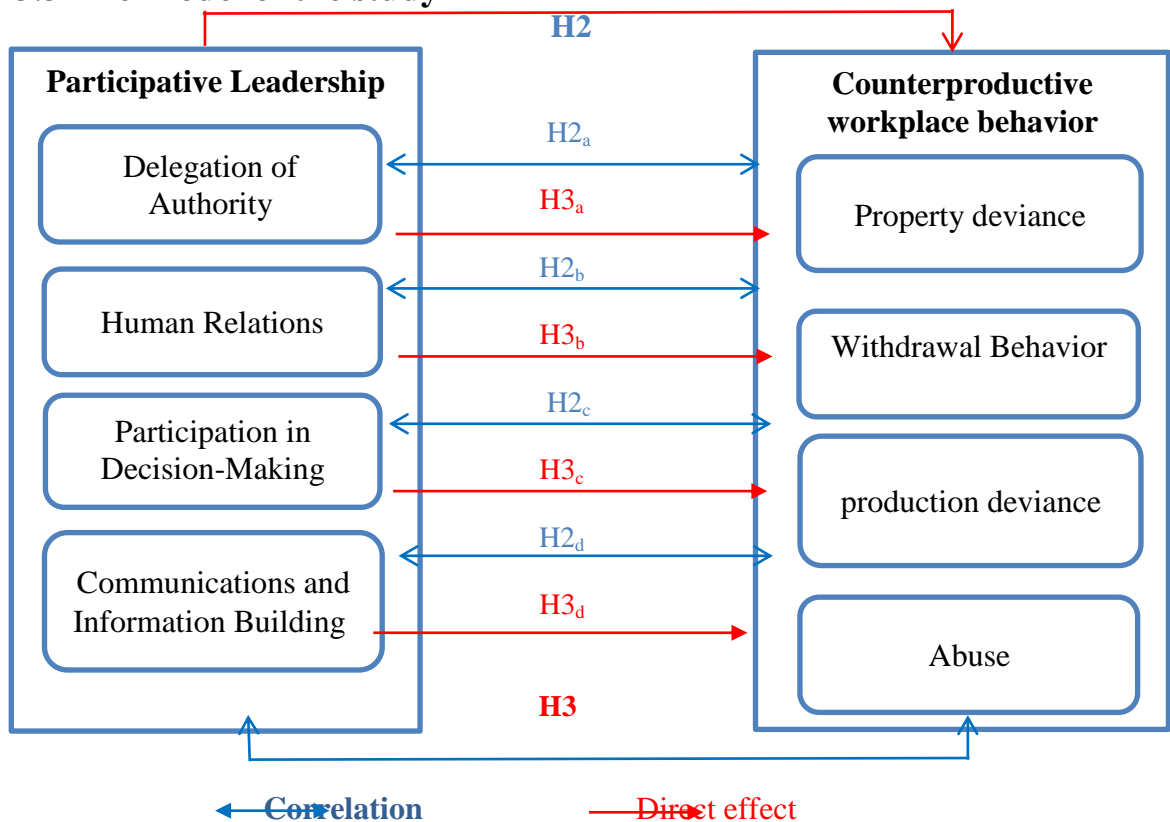 H2
Participative Leadership
Counterproductive
workplace behavior
Delegation of
Authority
H2a
H3a
Property deviance
Human Relations
H2b
H3b
Withdrawal Behavior
Participation in
Decision-Making
H2c
H3c
production deviance
Communications and
Information Building
H2d
H3d
Abuse
H3
Correlation
Direct effect